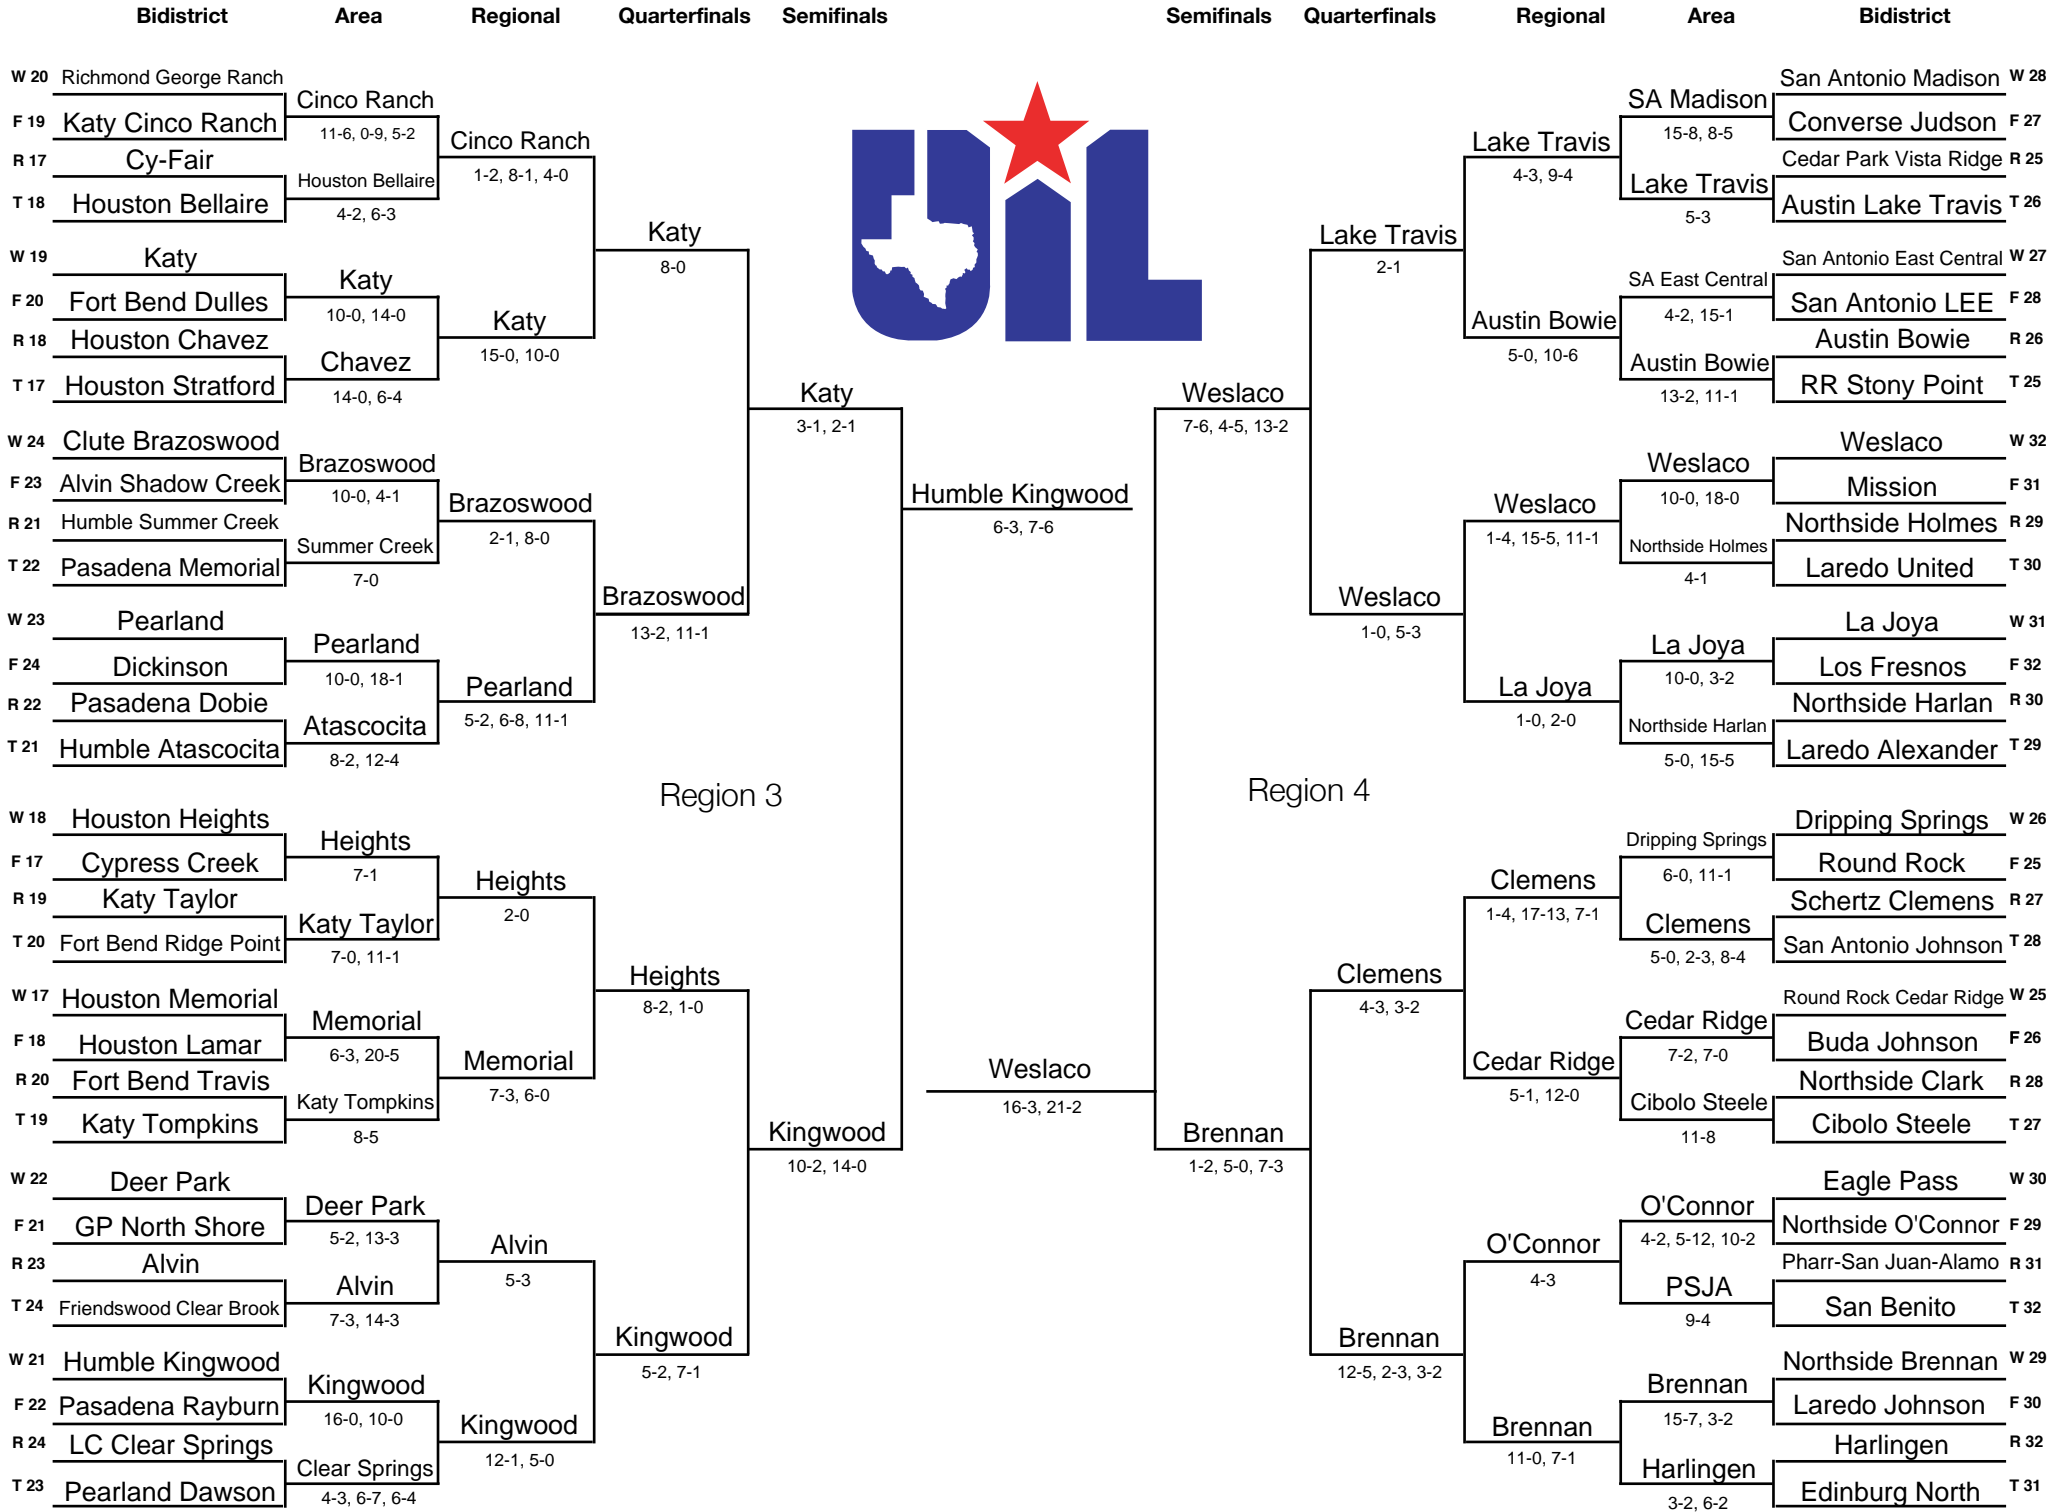 Bidistrict Area Regional Quarterfinals Semifinals Semifinals Quarterfinals Regional Area Bidistrict
W 20 Richmond George Ranch
F 19 Katy Cinco Ranch
R 17 Cy-Fair
T 18 Houston Bellaire
W 19 Katy
F 20 Fort Bend Dulles
R 18 Houston Chavez
T 17 Houston Stratford
W 24 Clute Brazoswood
F 23 Alvin Shadow Creek
R 21 Humble Summer Creek
T 22 Pasadena Memorial
W 23 Pearland
F 24 Dickinson
R 22 Pasadena Dobie
T 21 Humble Atascocita
W 18 Houston Heights
F 17 Cypress Creek
R 19 Katy Taylor
T 20 Fort Bend Ridge Point
W 17 Houston Memorial
F 18 Houston Lamar
R 20 Fort Bend Travis
T 19 Katy Tompkins
W 22 Deer Park
F 21 GP North Shore
R 23 Alvin
T 24 Friendswood Clear Brook
W 21 Humble Kingwood
F 22 Pasadena Rayburn
R 24 LC Clear Springs
T 23 Pearland Dawson
Cinco Ranch
11-6, 0-9, 5-2
Houston Bellaire
4-2, 6-3
Katy
10-0, 14-0
Chavez
14-0, 6-4
Brazoswood
10-0, 4-1
Summer Creek
7-0
Pearland
10-0, 18-1
Atascocita
8-2, 12-4
Heights
7-1
Katy Taylor
7-0, 11-1
Memorial
6-3, 20-5
Katy Tompkins
8-5
Deer Park
5-2, 13-3
Alvin
7-3, 14-3
Kingwood
16-0, 10-0
Clear Springs
4-3, 6-7, 6-4
Cinco Ranch
1-2, 8-1, 4-0
Katy
15-0, 10-0
Brazoswood
2-1, 8-0
Pearland
5-2, 6-8, 11-1
Heights
2-0
Memorial
7-3, 6-0
Alvin
5-3
Kingwood
12-1, 5-0
Katy
8-0
Brazoswood
13-2, 11-1
Heights
8-2, 1-0
Kingwood
5-2, 7-1
Region 3
Katy
3-1, 2-1
Kingwood
10-2, 14-0
UIL
Humble Kingwood
6-3, 7-6
Weslaco
16-3, 21-2
Weslaco
7-6, 4-5, 13-2
Brennan
1-2, 5-0, 7-3
Region 4
Lake Travis
2-1
Weslaco
1-0, 5-3
Clemens
4-3, 3-2
Brennan
12-5, 2-3, 3-2
Lake Travis
4-3, 9-4
Austin Bowie
5-0, 10-6
Weslaco
1-4, 15-5, 11-1
La Joya
1-0, 2-0
Clemens
1-4, 17-13, 7-1
Cedar Ridge
5-1, 12-0
O'Connor
4-3
Brennan
11-0, 7-1
SA Madison
15-8, 8-5
Lake Travis
5-3
SA East Central
4-2, 15-1
Austin Bowie
13-2, 11-1
Weslaco
10-0, 18-0
Northside Holmes
4-1
La Joya
10-0, 3-2
Northside Harlan
5-0, 15-5
Dripping Springs
6-0, 11-1
Clemens
5-0, 2-3, 8-4
Cedar Ridge
7-2, 7-0
Cibolo Steele
11-8
O'Connor
4-2, 5-12, 10-2
PSJA
9-4
Brennan
15-7, 3-2
Harlingen
3-2, 6-2
San Antonio Madison W 28
Converse Judson F 27
Cedar Park Vista Ridge R 25
Austin Lake Travis T 26
San Antonio East Central W 27
San Antonio LEE F 28
Austin Bowie R 26
RR Stony Point T 25
Weslaco W 32
Mission F 31
Northside Holmes R 29
Laredo United T 30
La Joya W 31
Los Fresnos F 32
Northside Harlan R 30
Laredo Alexander T 29
Dripping Springs W 26
Round Rock F 25
Schertz Clemens R 27
San Antonio Johnson T 28
Round Rock Cedar Ridge W 25
Buda Johnson F 26
Northside Clark R 28
Cibolo Steele T 27
Eagle Pass W 30
Northside O'Connor F 29
Pharr-San Juan-Alamo R 31
San Benito T 32
Northside Brennan W 29
Laredo Johnson F 30
Harlingen R 32
Edinburg North T 31